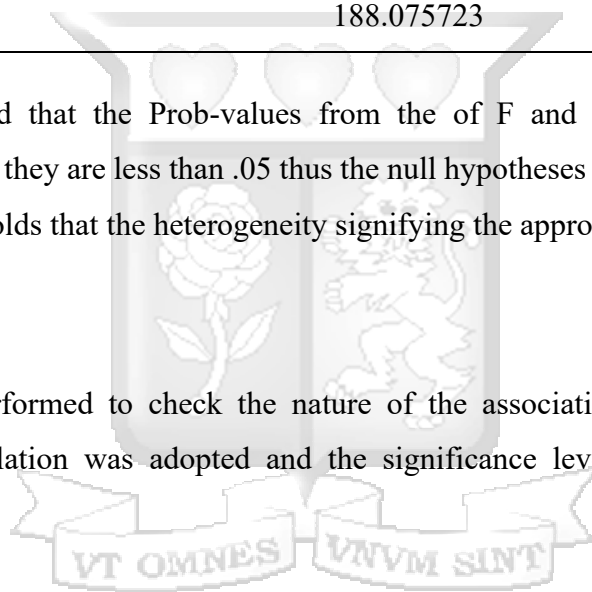 188.075723
d that the Prob-values from the of F and
they are less than .05 thus the null hypotheses
olds that the heterogeneity signifying the appro
rformed to check the nature of the associati
lation was adopted and the significance lev
VT OMNES VNVM SINT